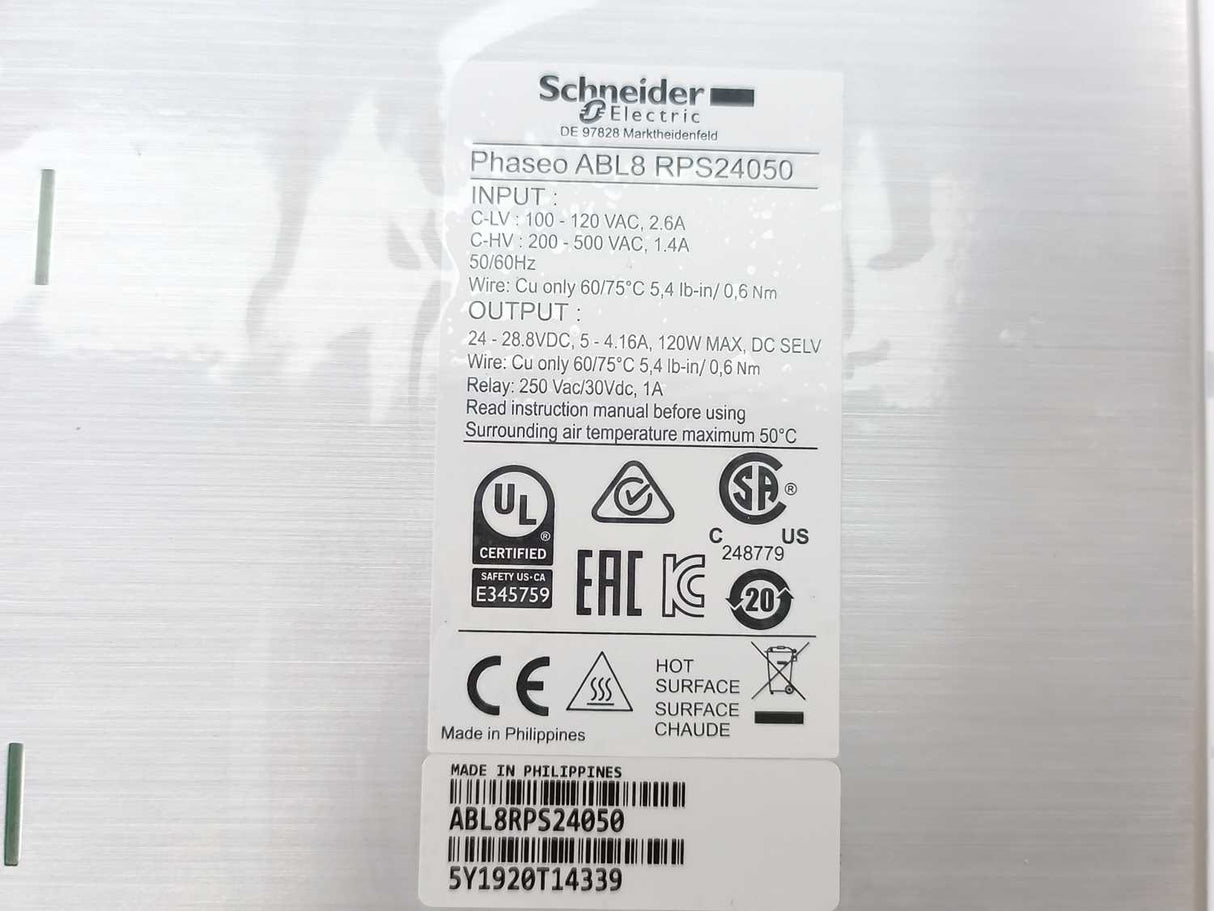 Schneider
Electric
DE 97828 Marktheidenfeld
Phaseo ABL8 RPS24050
INPUT :
C-LV : 100 - 120 VAC, 2.6A
C-HV : 200 - 500 VAC, 1.4A
50/60Hz
Wire: Cu only 60/75°C 5,4 lb-in/ 0,6 Nm
OUTPUT :
24 - 28.8VDC, 5 - 4.16A, 120W MAX, DC SELV
Wire: Cu only 60/75°C 5,4 lb-in/ 0,6 Nm
Relay: 250 Vac/30Vdc, 1A
Read instruction manual before using
Surrounding air temperature maximum 50°C
UL ®
CERTIFIED
SAFETY US-CA
E345759
SA ®
C US
248779
EAC
KC
20
CE
HOT
SURFACE
SURFACE
CHAUDE
Made in Philippines
MADE IN PHILIPPINES
ABL8RPS24050
5Y1920T14339